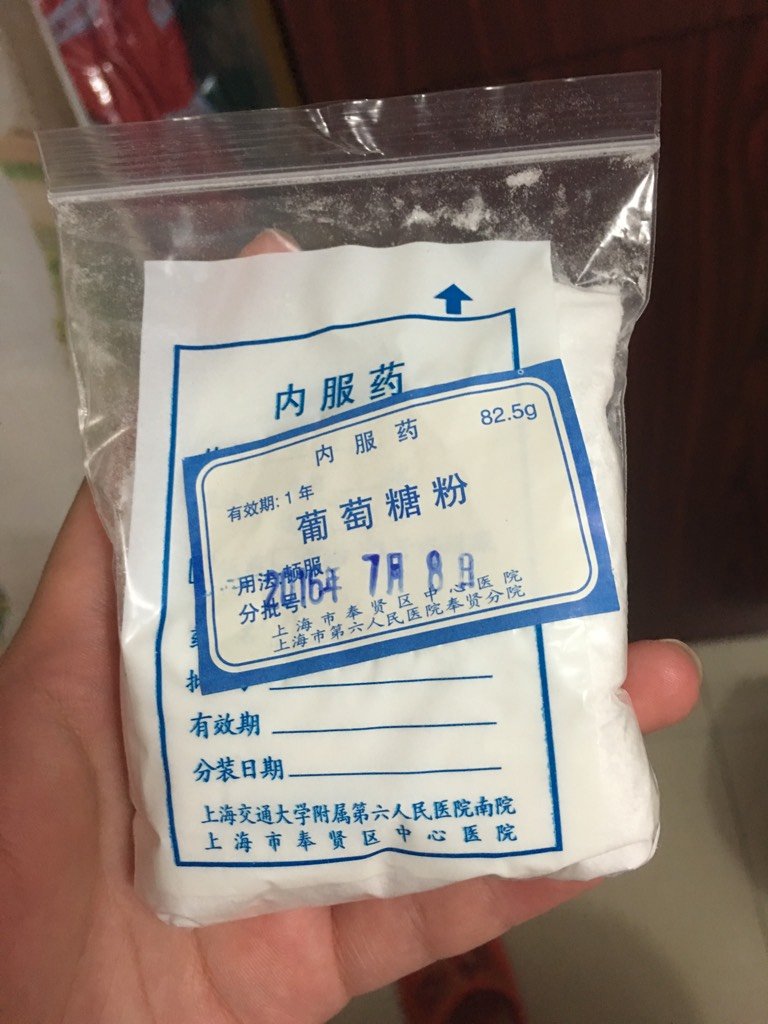 内服药
内服药
82.5g
有效期:1年
葡萄糖粉
用法:顿服
分批号:
2016年 7月 8日
上海市奉贤区中心医院
上海市第六人民医院奉贤分院
有效期
分装日期
上海交通大学附属第六人民医院南院
上海市奉贤区中心医院